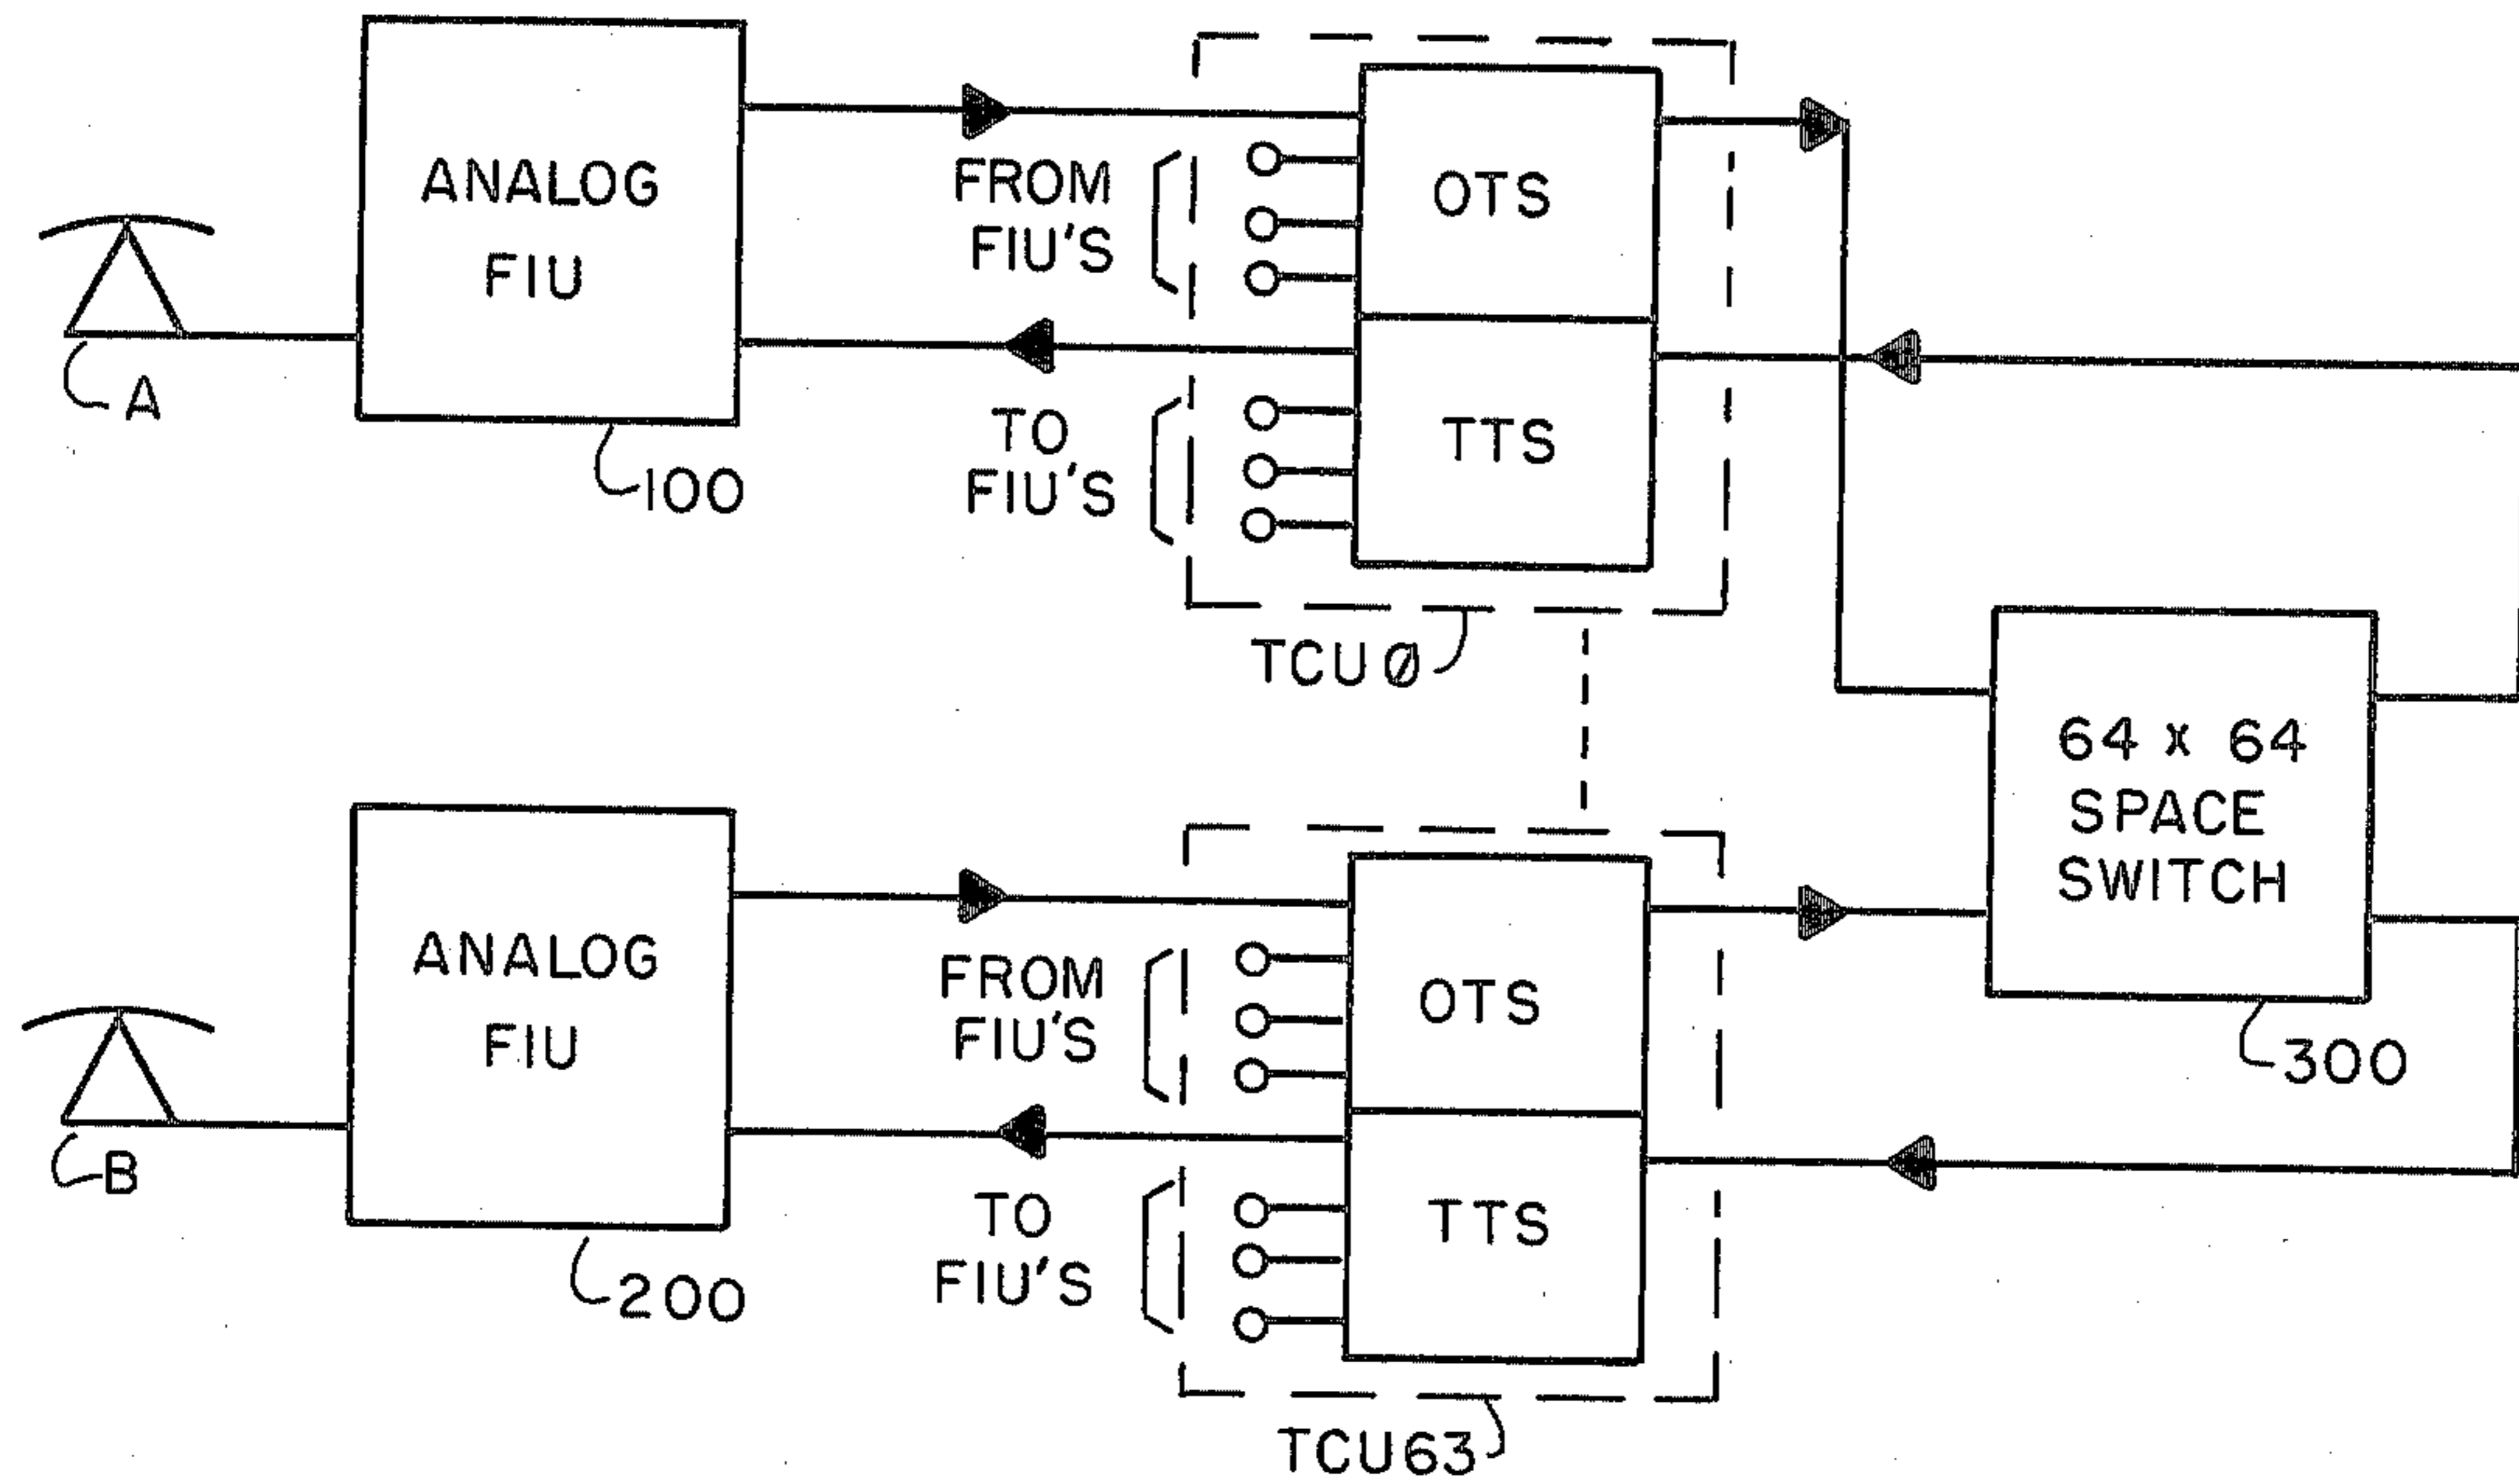 ANALOG
FIU
A
100
FROM
FIU'S
TO
FIU'S
OTS
TTS
TCU Ø
64 x 64
SPACE
SWITCH
300
ANALOG
FIU
B
200
FROM
FIU'S
TO
FIU'S
OTS
TTS
TCU63